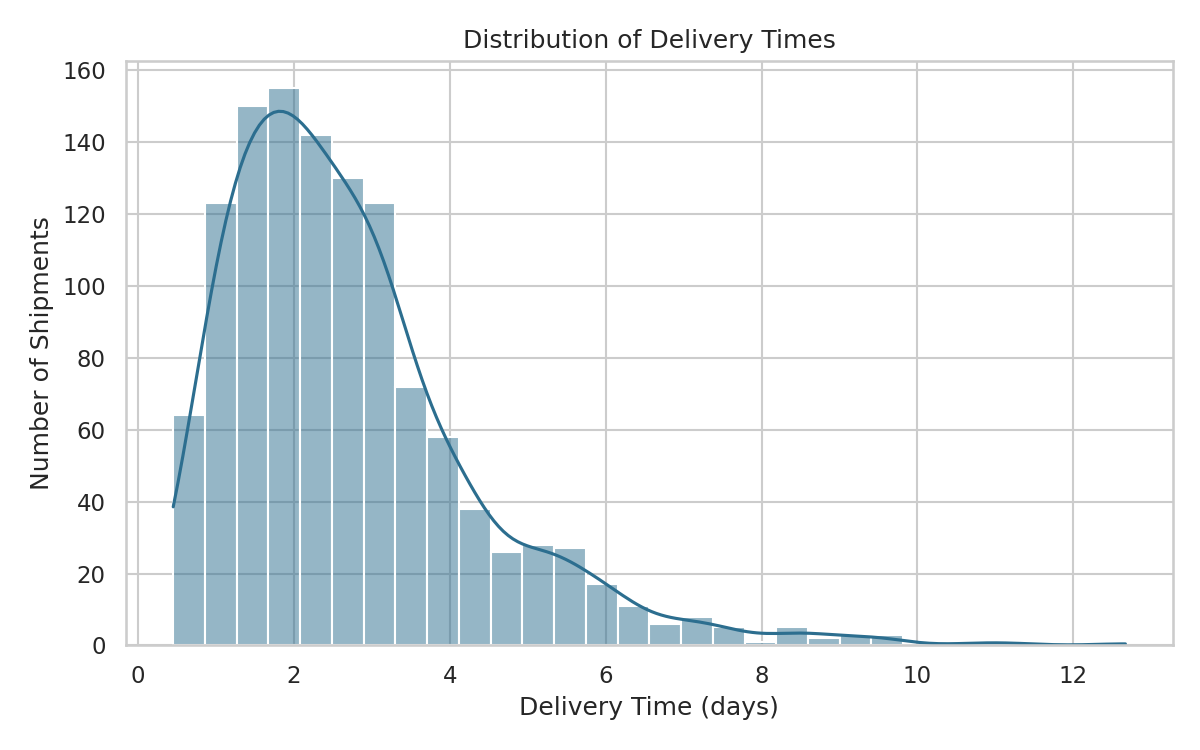 Distribution of Delivery Times
160
140
120
100
80
60
40
20
0
Number of Shipments
0 2 4 6 8 10 12
Delivery Time (days)